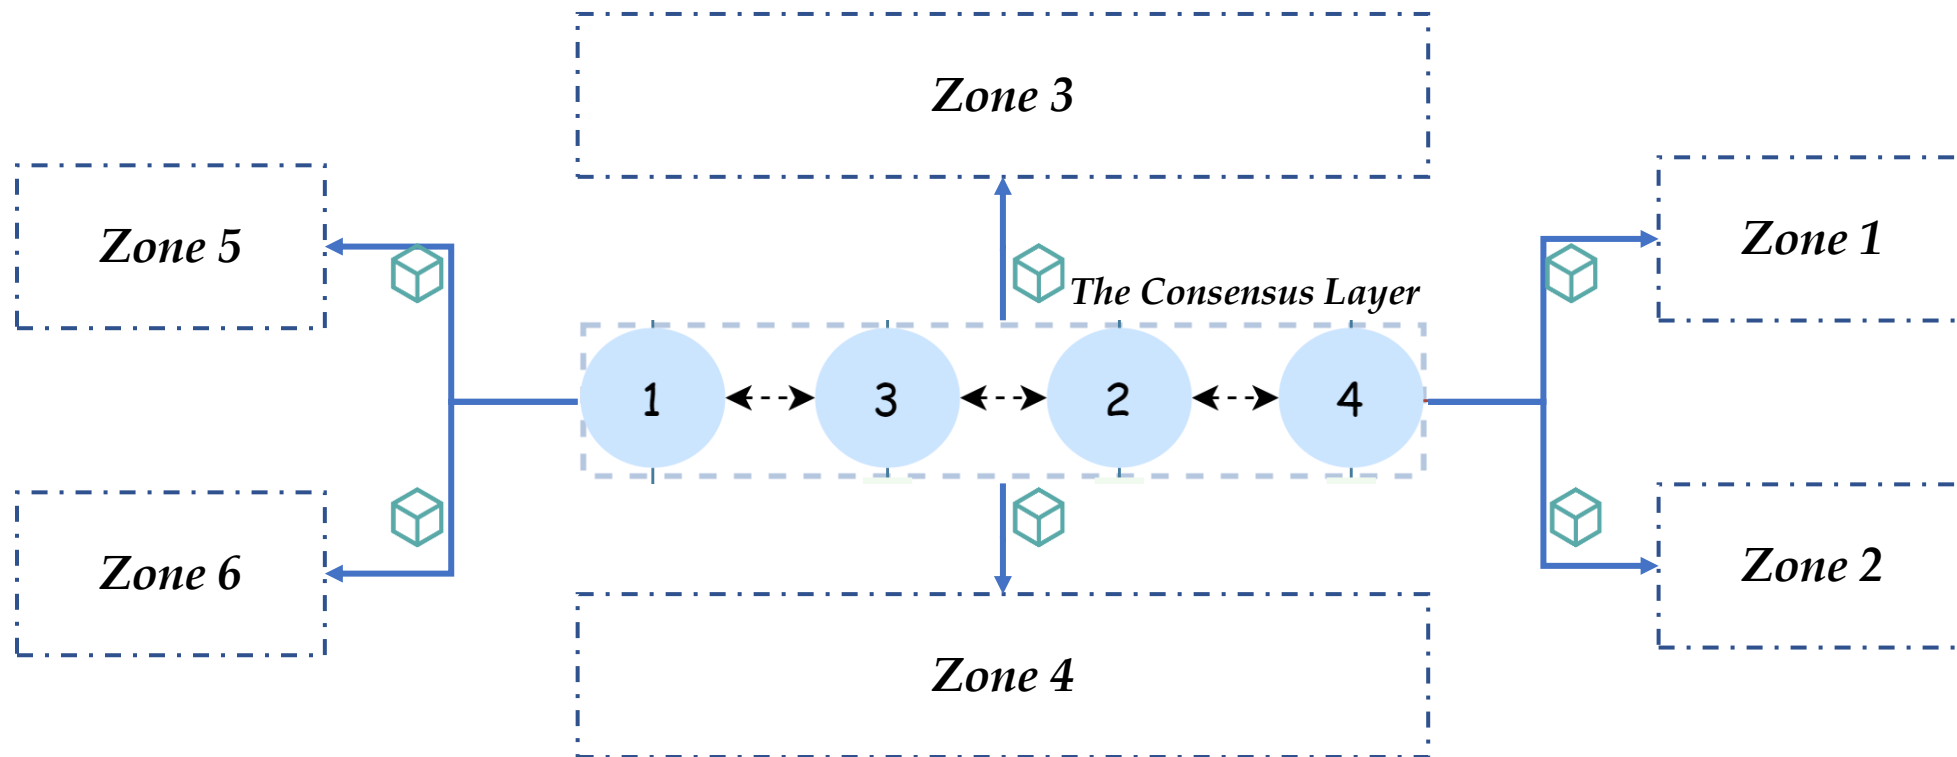 Zone 3
Zone 5
Zone 1
The Consensus Layer
1
3
2
4
Zone 6
Zone 2
Zone 4